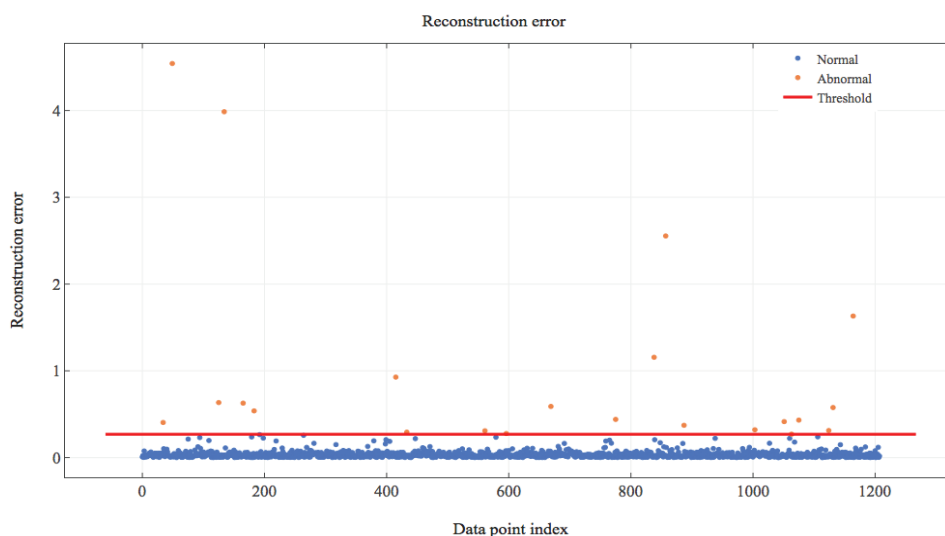 Reconstruction error
Normal
Abnormal
Threshold
Reconstruction error
4
3
2
1
0
0 200 400 600 800 1000 1200
Data point index